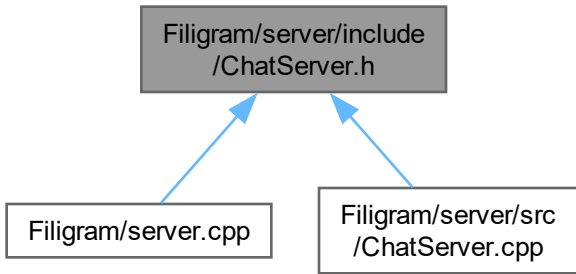 Filigram/server/include
/ChatServer.h
Filigram/server.cpp
Filigram/server/src
/ChatServer.cpp